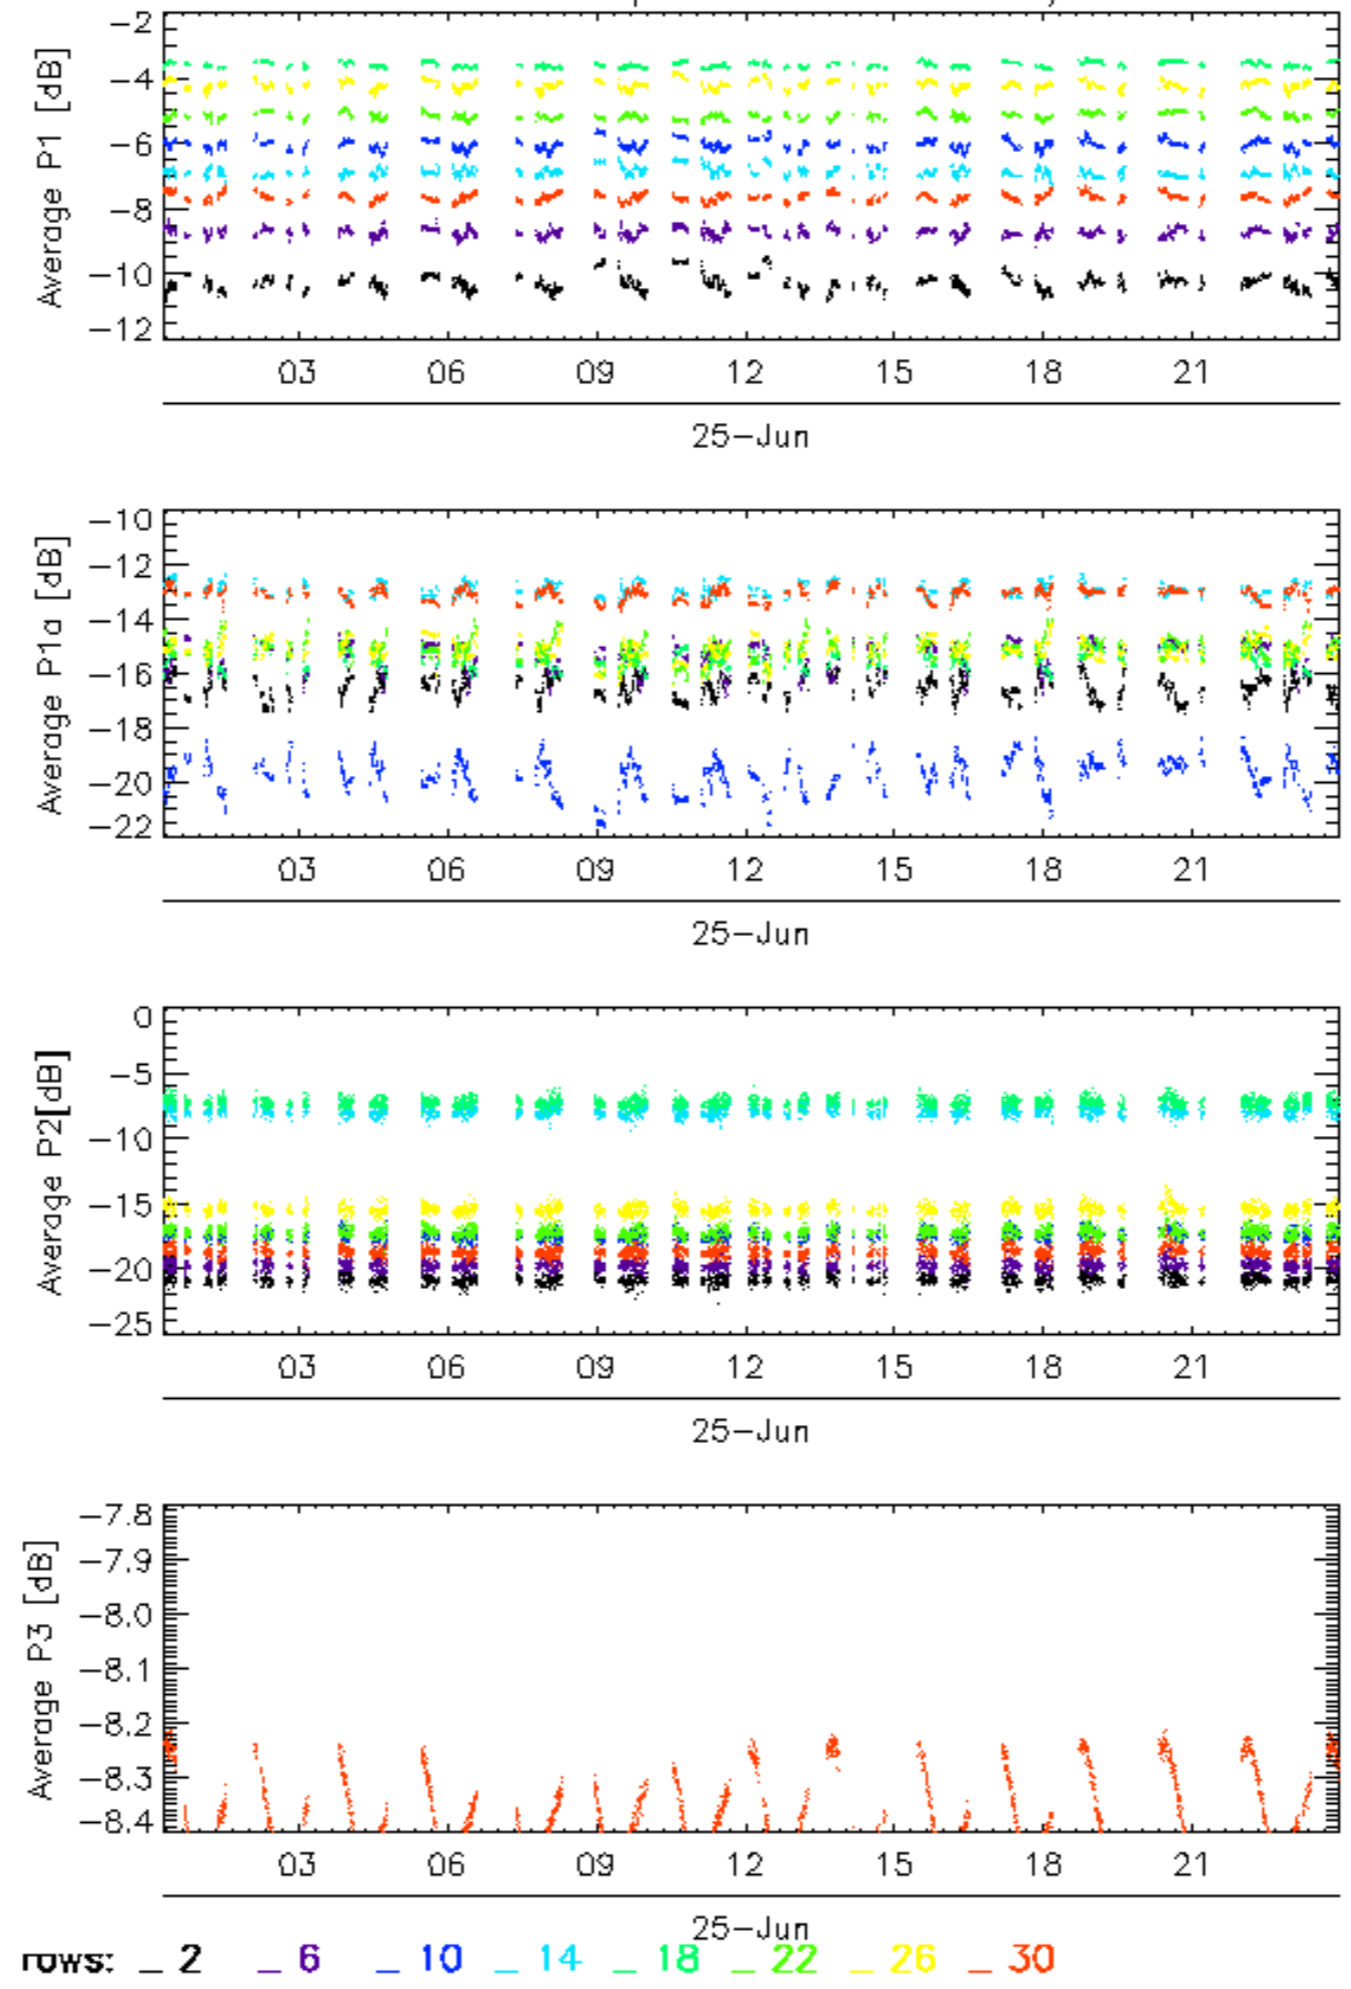 -2
-4
-6
-8
-10
-12
Average P1 [dB]
03 06 09 12 15 18 21
25-Jun
-10
-12
-14
-16
-18
-20
-22
Average P1a [dB]
03 06 09 12 15 18 21
25-Jun
0
-5
-10
-15
-20
-25
Average P2[dB]
03 06 09 12 15 18 21
25-Jun
-7.8
-7.9
-8.0
-8.1
-8.2
-8.3
-8.4
Average P3 [dB]
03 06 09 12 15 18 21
25-Jun
rows: _ 2 _ 6 _ 10 _ 14 _ 18 _ 22 _ 26 _ 30